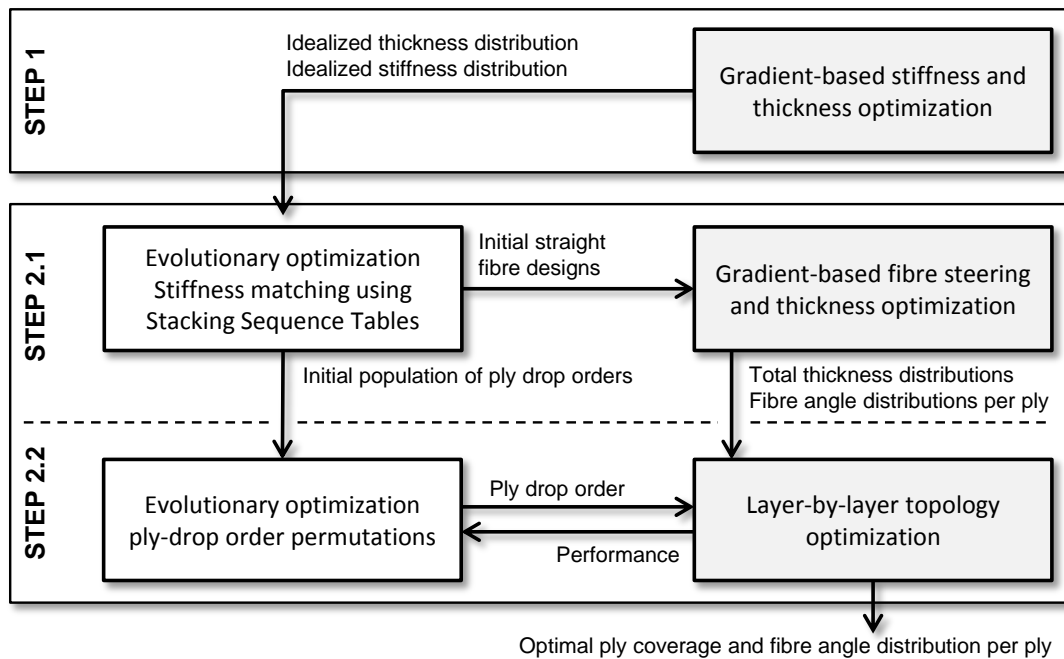 STEP 1
Idealized thickness distribution
Idealized stiffness distribution
Gradient-based stiffness and
thickness optimization
STEP 2.1
Evolutionary optimization
Stiffness matching using
Stacking Sequence Tables
Initial straight
fibre designs
Gradient-based fibre steering
and thickness optimization
Initial population of ply drop orders
Total thickness distributions
Fibre angle distributions per ply
STEP 2.2
Evolutionary optimization
ply-drop order permutations
Ply drop order
Performance
Layer-by-layer topology
optimization
Optimal ply coverage and fibre angle distribution per ply